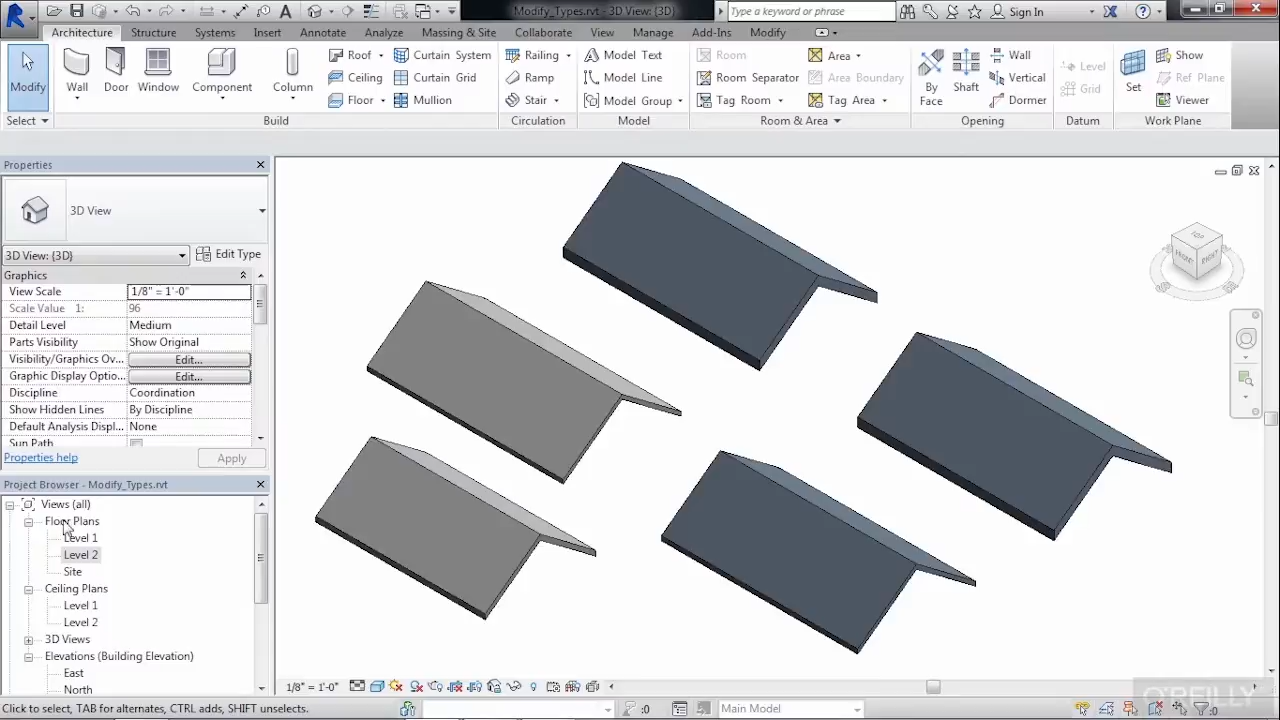 Modify_Types.rvt - 3D View: {3D}
Type a keyword or phrase
Sign In
Architecture
Structure
Systems
Insert
Annotate
Analyze
Massing & Site
Collaborate
View
Manage
Add-Ins
Modify
Modify
Wall
Door
Window
Component
Column
Roof
Ceiling
Floor
Curtain System
Curtain Grid
Mullion
Railing
Ramp
Stair
Model Text
Model Line
Model Group
Room
Room Separator
Tag Room
Area
Area Boundary
Tag Area
By
Face
Shaft
Wall
Vertical
Dormer
Level
Grid
Set
Show
Ref Plane
Viewer
Select
Build
Circulation
Model
Room & Area
Opening
Datum
Work Plane
Properties
3D View
3D View: {3D}
Edit Type
Graphics
View Scale
1/8" = 1'-0"
Scale Value 1:
96
Detail Level
Medium
Parts Visibility
Show Original
Visibility/Graphics Ov...
Edit...
Graphic Display Optio...
Edit...
Discipline
Coordination
Show Hidden Lines
By Discipline
Default Analysis Displ...
None
Sun Path
Properties help
Apply
Project Browser - Modify_Types.rvt
Views (all)
Floor Plans
Level 1
Level 2
Site
Ceiling Plans
Level 1
Level 2
3D Views
Elevations (Building Elevation)
East
North
TOP
FRONT
RIGHT
1/8" = 1'-0"
Click to select, TAB for alternates, CTRL adds, SHIFT unselects.
:0
Main Model
:0
O'REILLY